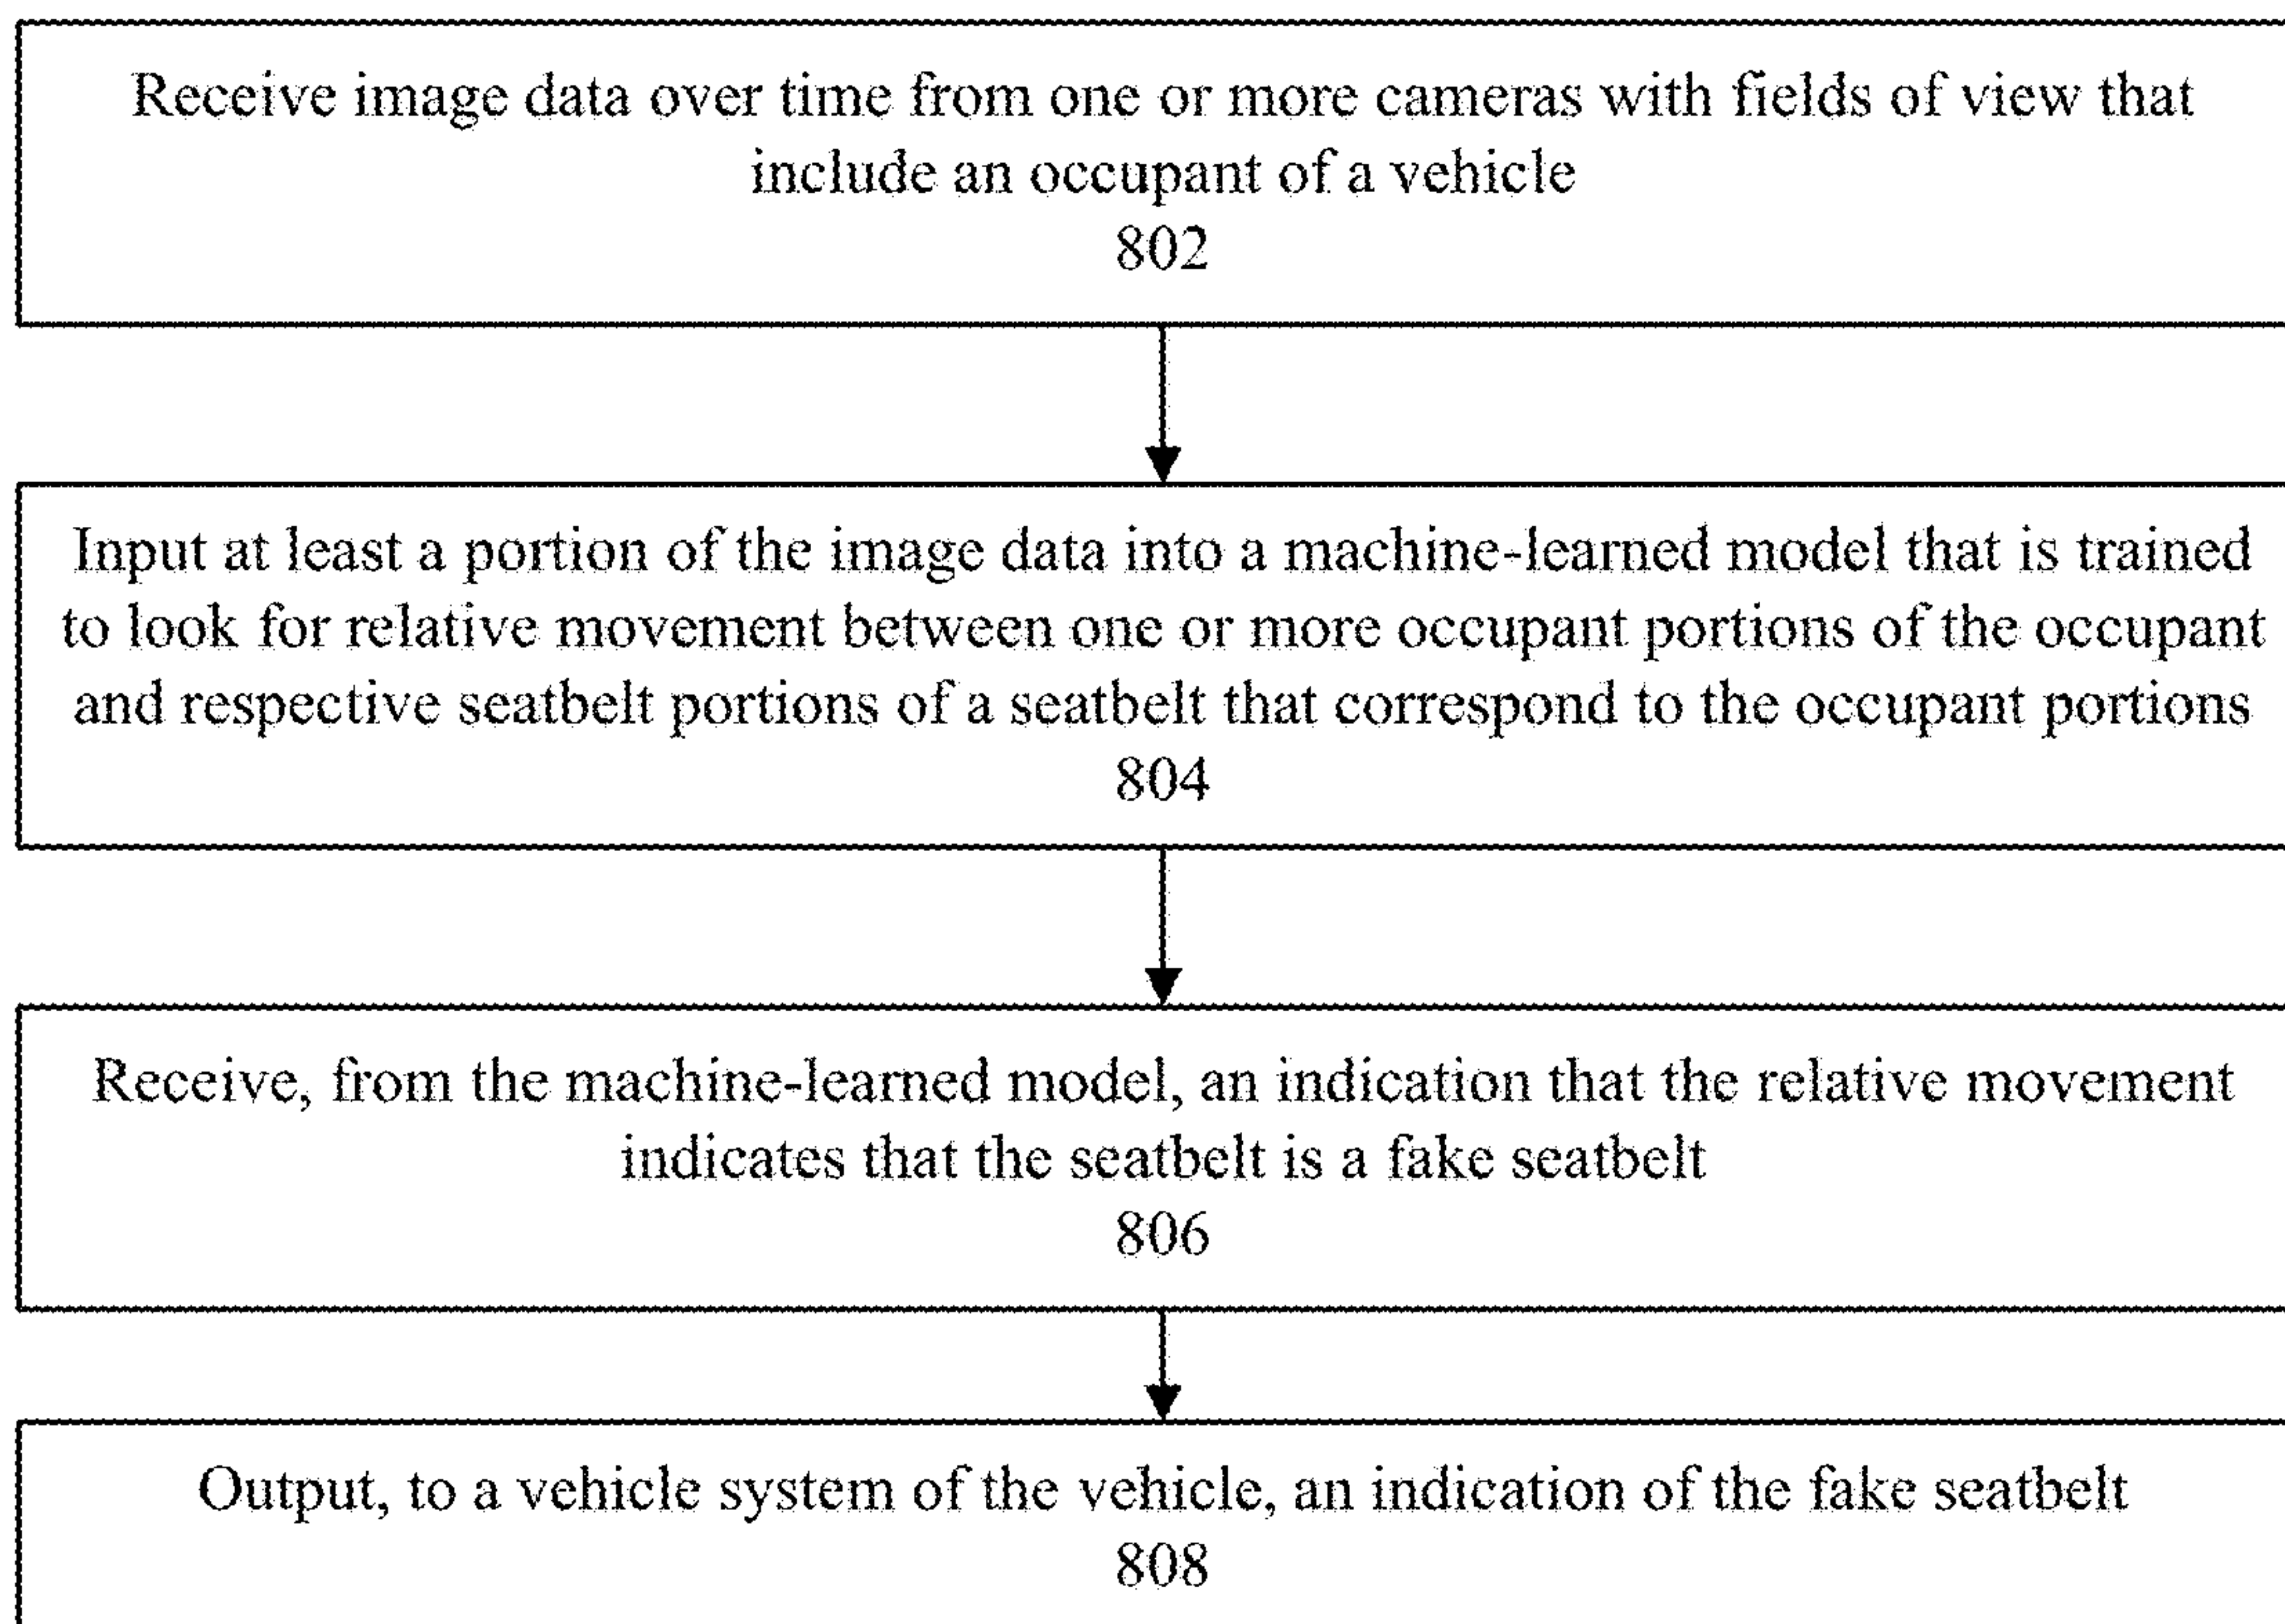 Receive image data over time from one or more cameras with fields of view that
include an occupant of a vehicle
802
Input at least a portion of the image data into a machine-learned model that is trained
to look for relative movement between one or more occupant portions of the occupant
and respective seatbelt portions of a seatbelt that correspond to the occupant portions
804
Receive, from the machine-learned model, an indication that the relative movement
indicates that the seatbelt is a fake seatbelt
806
Output, to a vehicle system of the vehicle, an indication of the fake seatbelt
808